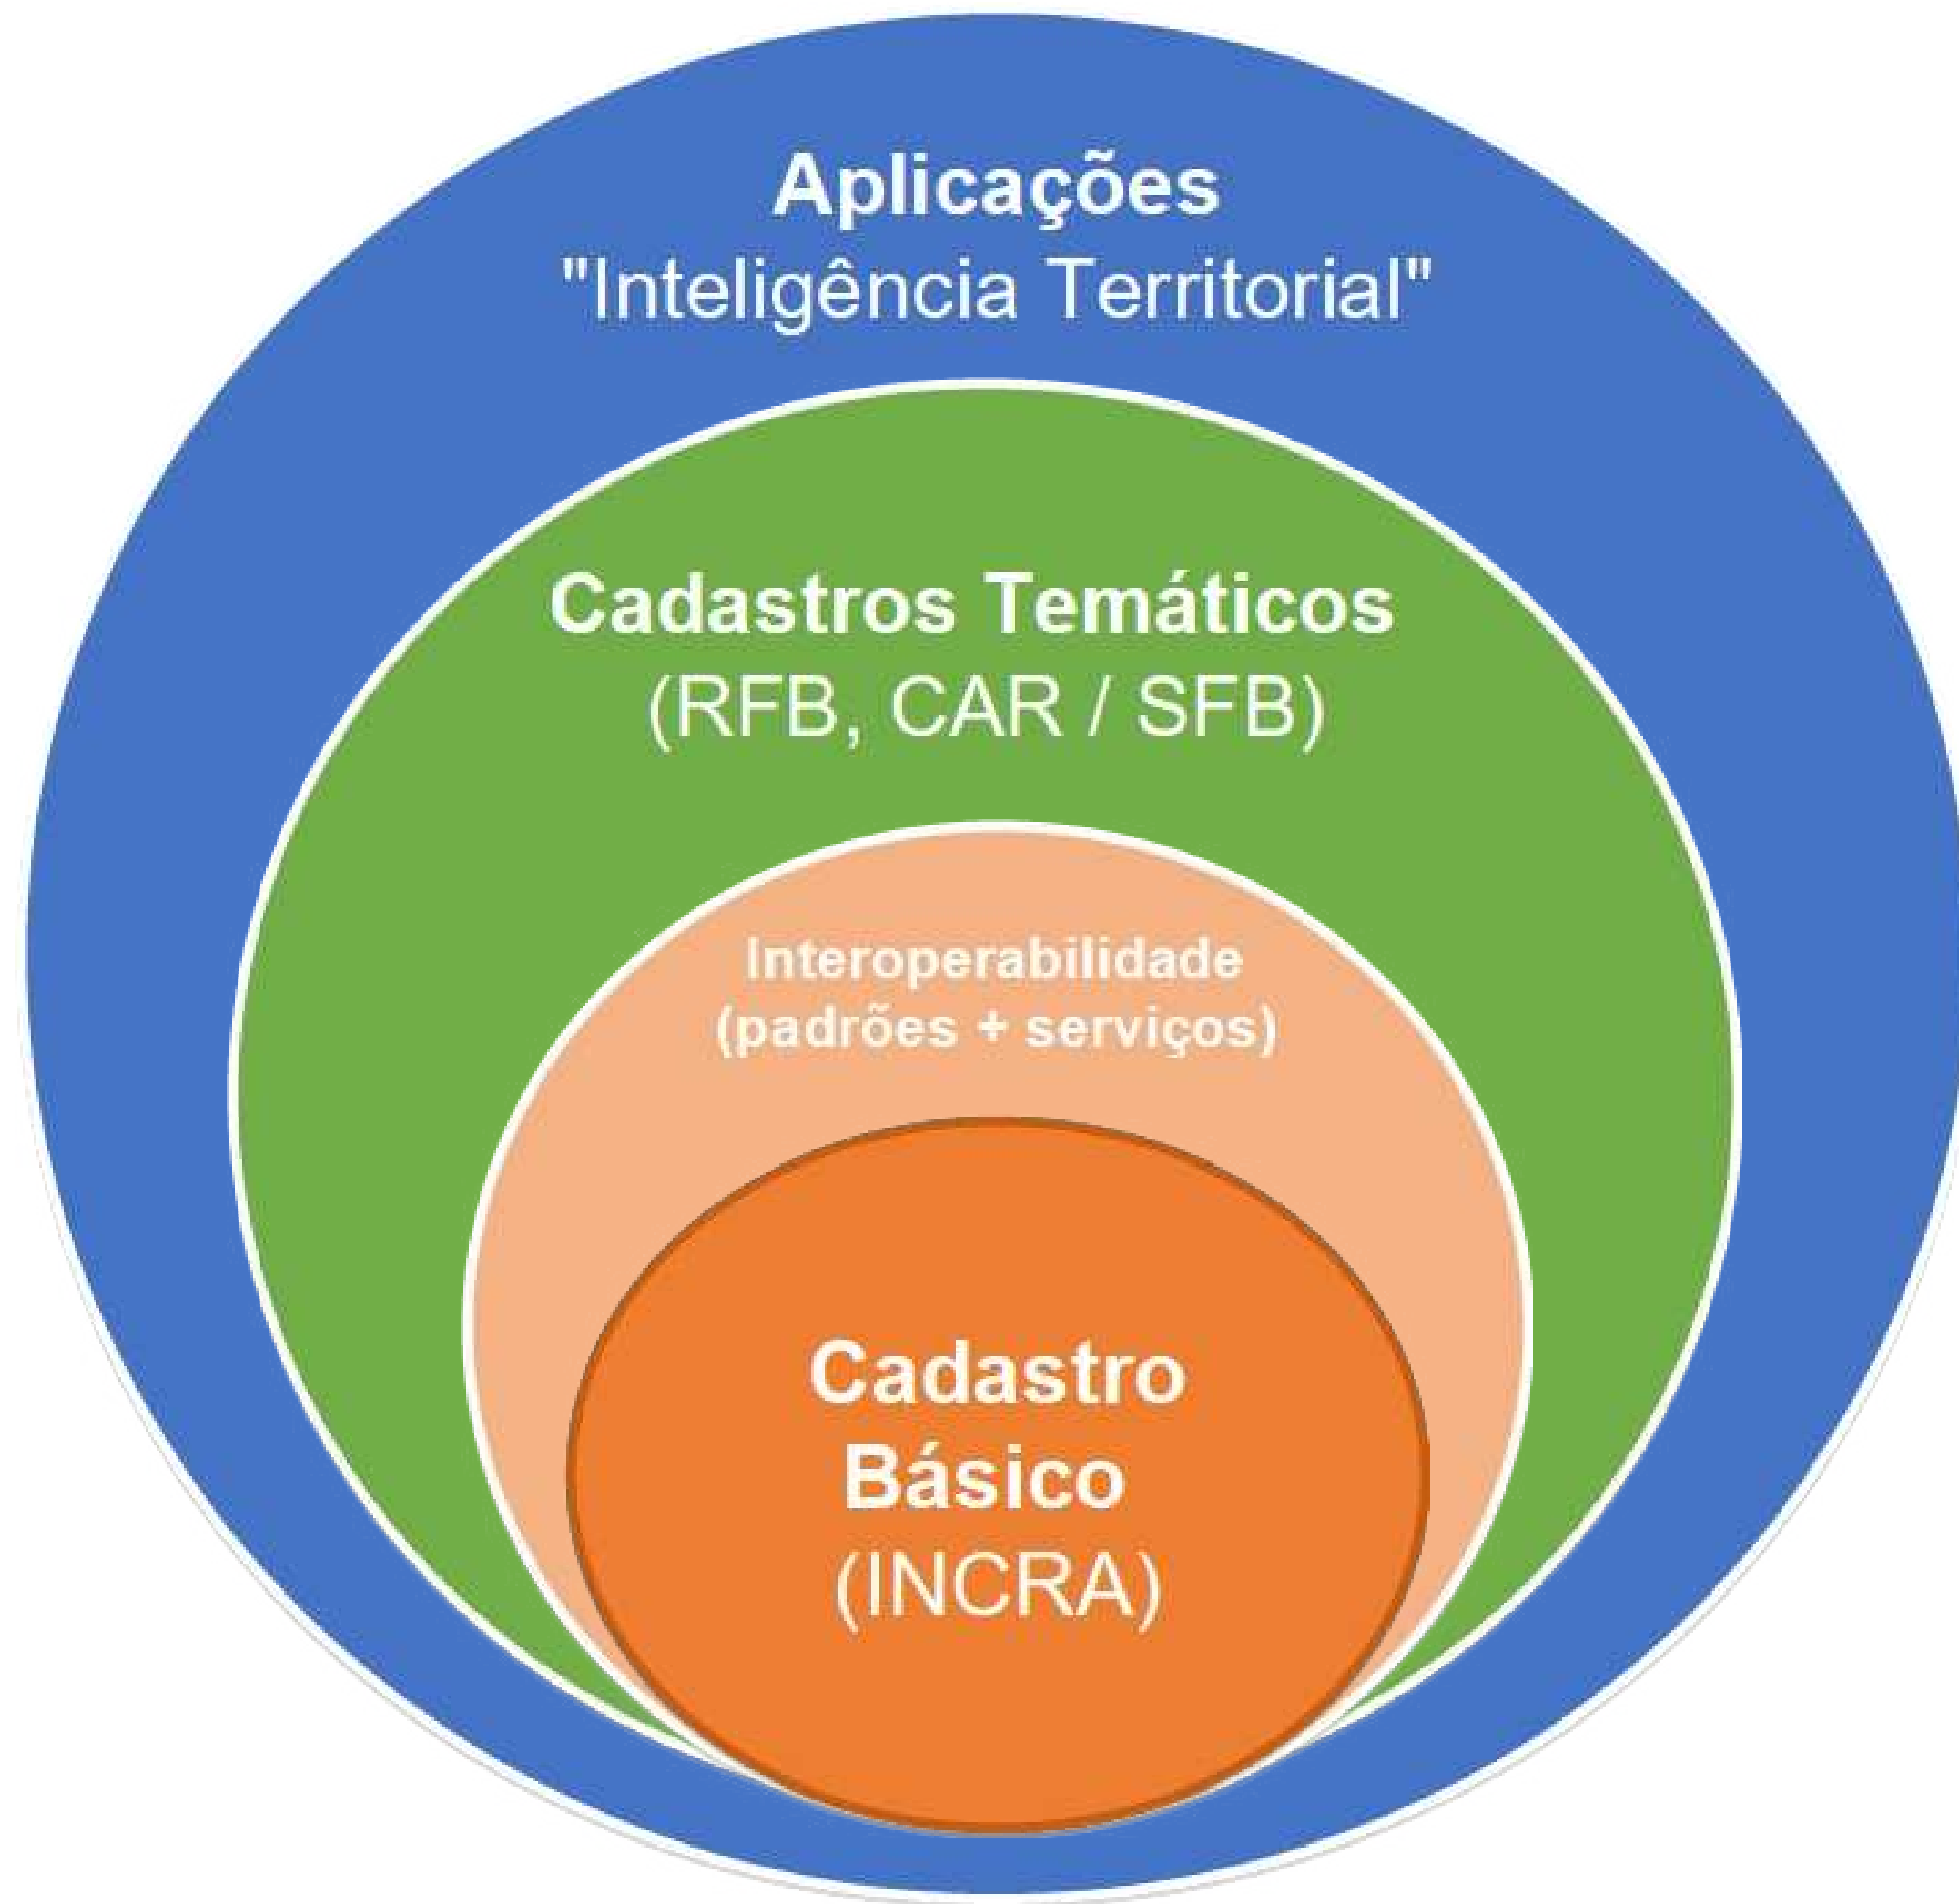 Aplicações
"Inteligência Territorial"
Cadastros Temáticos
(RFB, CAR / SFB)
Interoperabilidade
(padrões + serviços)
Cadastro
Básico
(INCRA)